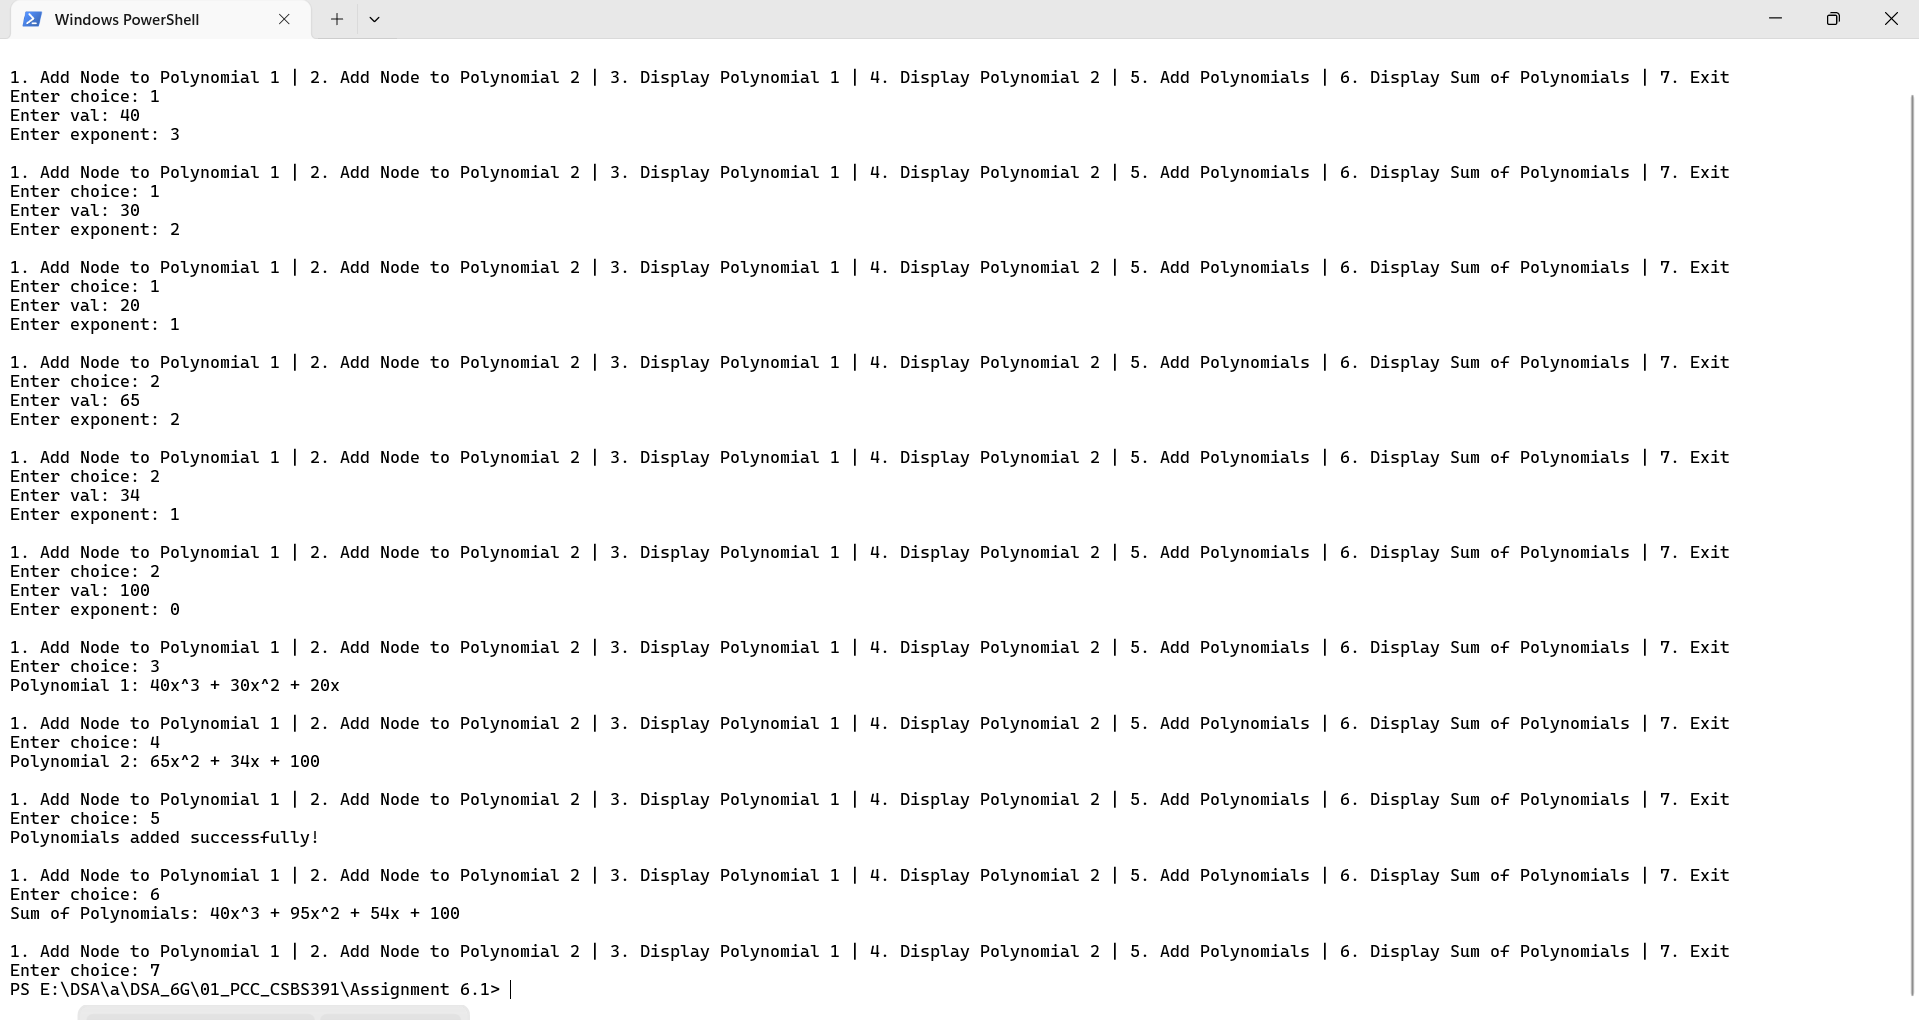 Windows PowerShell
1. Add Node to Polynomial 1 | 2. Add Node to Polynomial 2 | 3. Display Polynomial 1 | 4. Display Polynomial 2 | 5. Add Polynomials | 6. Display Sum of Polynomials | 7. Exit
Enter choice: 1
Enter val: 40
Enter exponent: 3
1. Add Node to Polynomial 1 | 2. Add Node to Polynomial 2 | 3. Display Polynomial 1 | 4. Display Polynomial 2 | 5. Add Polynomials | 6. Display Sum of Polynomials | 7. Exit
Enter choice: 1
Enter val: 30
Enter exponent: 2
1. Add Node to Polynomial 1 | 2. Add Node to Polynomial 2 | 3. Display Polynomial 1 | 4. Display Polynomial 2 | 5. Add Polynomials | 6. Display Sum of Polynomials | 7. Exit
Enter choice: 1
Enter val: 20
Enter exponent: 1
1. Add Node to Polynomial 1 | 2. Add Node to Polynomial 2 | 3. Display Polynomial 1 | 4. Display Polynomial 2 | 5. Add Polynomials | 6. Display Sum of Polynomials | 7. Exit
Enter choice: 2
Enter val: 65
Enter exponent: 2
1. Add Node to Polynomial 1 | 2. Add Node to Polynomial 2 | 3. Display Polynomial 1 | 4. Display Polynomial 2 | 5. Add Polynomials | 6. Display Sum of Polynomials | 7. Exit
Enter choice: 2
Enter val: 34
Enter exponent: 1
1. Add Node to Polynomial 1 | 2. Add Node to Polynomial 2 | 3. Display Polynomial 1 | 4. Display Polynomial 2 | 5. Add Polynomials | 6. Display Sum of Polynomials | 7. Exit
Enter choice: 2
Enter val: 100
Enter exponent: 0
1. Add Node to Polynomial 1 | 2. Add Node to Polynomial 2 | 3. Display Polynomial 1 | 4. Display Polynomial 2 | 5. Add Polynomials | 6. Display Sum of Polynomials | 7. Exit
Enter choice: 3
Polynomial 1: 40x^3 + 30x^2 + 20x
1. Add Node to Polynomial 1 | 2. Add Node to Polynomial 2 | 3. Display Polynomial 1 | 4. Display Polynomial 2 | 5. Add Polynomials | 6. Display Sum of Polynomials | 7. Exit
Enter choice: 4
Polynomial 2: 65x^2 + 34x + 100
1. Add Node to Polynomial 1 | 2. Add Node to Polynomial 2 | 3. Display Polynomial 1 | 4. Display Polynomial 2 | 5. Add Polynomials | 6. Display Sum of Polynomials | 7. Exit
Enter choice: 5
Polynomials added successfully!
1. Add Node to Polynomial 1 | 2. Add Node to Polynomial 2 | 3. Display Polynomial 1 | 4. Display Polynomial 2 | 5. Add Polynomials | 6. Display Sum of Polynomials | 7. Exit
Enter choice: 6
Sum of Polynomials: 40x^3 + 95x^2 + 54x + 100
1. Add Node to Polynomial 1 | 2. Add Node to Polynomial 2 | 3. Display Polynomial 1 | 4. Display Polynomial 2 | 5. Add Polynomials | 6. Display Sum of Polynomials | 7. Exit
Enter choice: 7
PS E:\DSA\a\DSA_6G\01_PCC_CSBS391\Assignment 6.1>